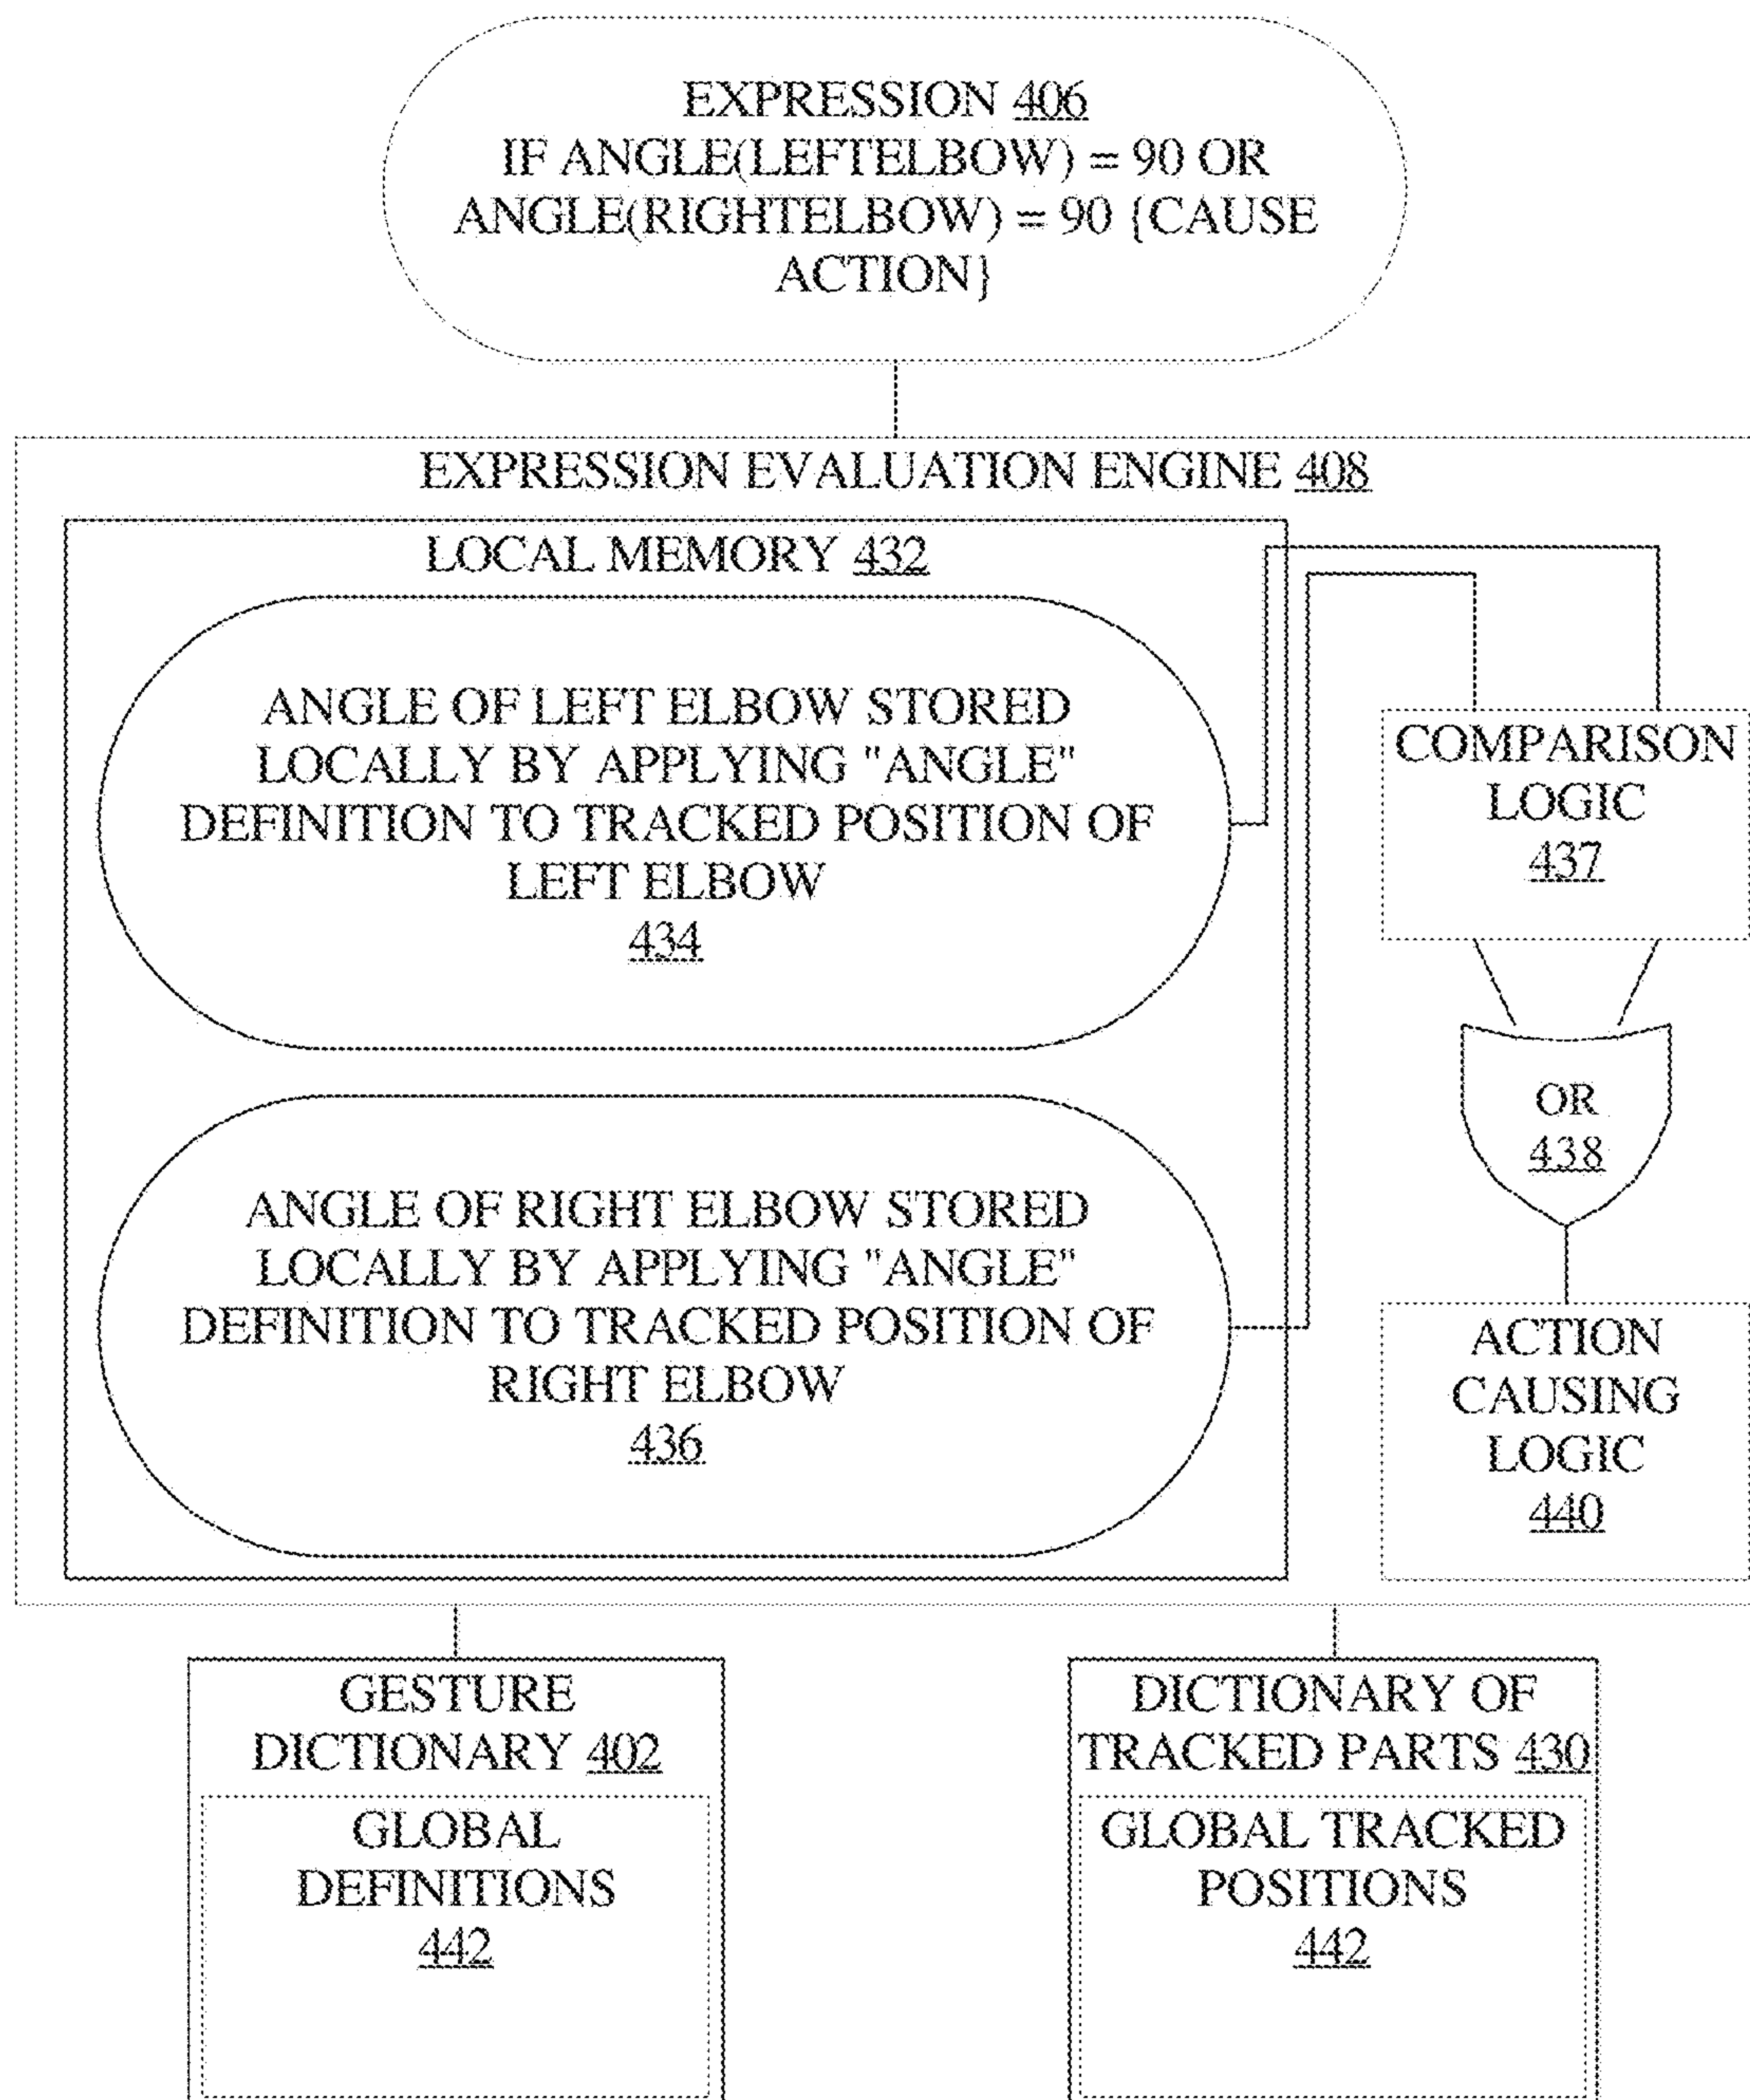 EXPRESSION 406
IF ANGLE(LEFTELBOW) = 90 OR
ANGLE(RIGHTELBOW) = 90 {CAUSE
ACTION}
EXPRESSION EVALUATION ENGINE 408
LOCAL MEMORY 432
ANGLE OF LEFT ELBOW STORED
LOCALLY BY APPLYING "ANGLE"
DEFINITION TO TRACKED POSITION OF
LEFT ELBOW
434
COMPARISON
LOGIC
437
OR
438
ANGLE OF RIGHT ELBOW STORED
LOCALLY BY APPLYING "ANGLE"
DEFINITION TO TRACKED POSITION OF
RIGHT ELBOW
436
ACTION
CAUSING
LOGIC
440
GESTURE
DICTIONARY 402
GLOBAL
DEFINITIONS
442
DICTIONARY OF
TRACKED PARTS 430
GLOBAL TRACKED
POSITIONS
442